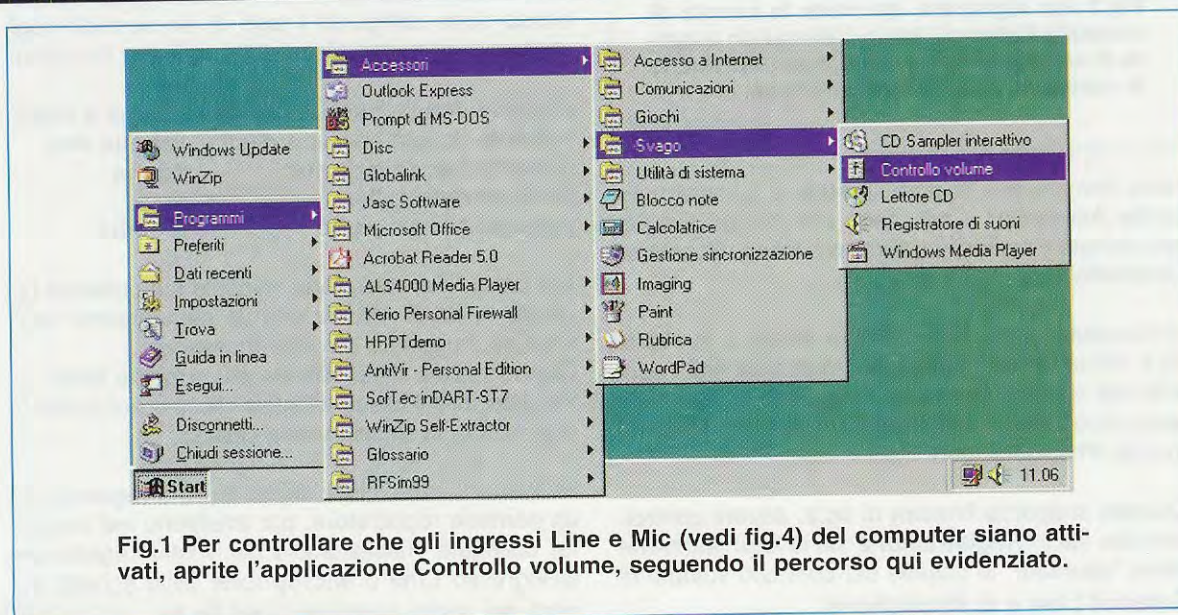 Windows Update
WinZip
Programmi
Preferiti
Dati recenti
Impostazioni
Trova
Guida in linea
Esegui...
Disconnetti...
Chiudi sessione...
Start
Accessori
Outlook Express
Prompt di MS-DOS
Disc
Globalink
Jasc Software
Microsoft Office
Acrobat Reader 5.0
ALS4000 Media Player
Kerio Personal Firewall
HRPTdemo
AntiVir - Personal Edition
SofTec inDART-ST7
WinZip Self-Extractor
Glossario
RFSim99
Accesso a Internet
Comunicazioni
Giochi
Svago
Utilità di sistema
Blocco note
Calcolatrice
Gestione sincronizzazione
Imaging
Paint
Rubrica
WordPad
CD Sampler interattivo
Controllo volume
Lettore CD
Registratore di suoni
Windows Media Player
11.06
Fig.1 Per controllare che gli ingressi Line e Mic (vedi fig.4) del computer siano atti-
vati, aprite l'applicazione Controllo volume, seguendo il percorso qui evidenziato.